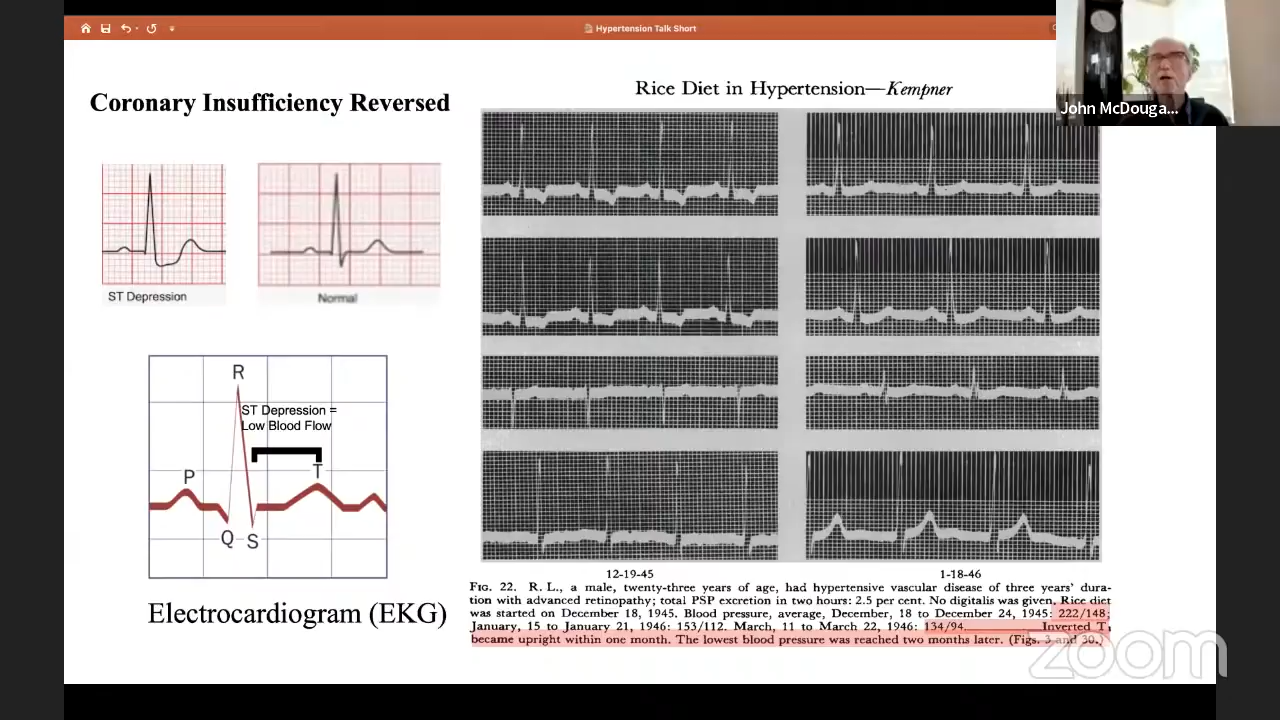 Hypertension Talk Short
John McDouga...
Coronary Insufficiency Reversed
ST Depression
Normal
R
ST Depression =
Low Blood Flow
P
T
Q
S
Electrocardiogram (EKG)
Rice Diet in Hypertension—Kempner
12-19-45
1-18-46
FIG. 22. R. L., a male, twenty-three years of age, had hypertensive vascular disease of three years' dura-
tion with advanced retinopathy; total PSP excretion in two hours: 2.5 per cent. No digitalis was given. Rice diet
was started on December 18, 1945. Blood pressure, average, December, 18 to December 24, 1945: 222/148;
January, 15 to January 21, 1946: 153/112. March, 11 to March 22, 1946: 134/94. Inverted T,
became upright within one month. The lowest blood pressure was reached two months later. (Figs. 3 and 30.)
zoom